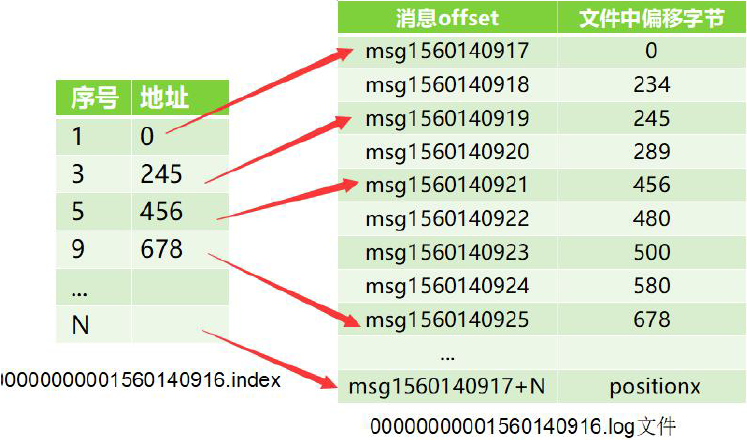 序号 地址
1 0
3 245
5 456
9 678
...
N
00000000001560140916.index
消息offset 文件中偏移字节
msg1560140917 0
msg1560140918 234
msg1560140919 245
msg1560140920 289
msg1560140921 456
msg1560140922 480
msg1560140923 500
msg1560140924 580
msg1560140925 678
...
msg1560140917+N positionx
00000000001560140916.log文件